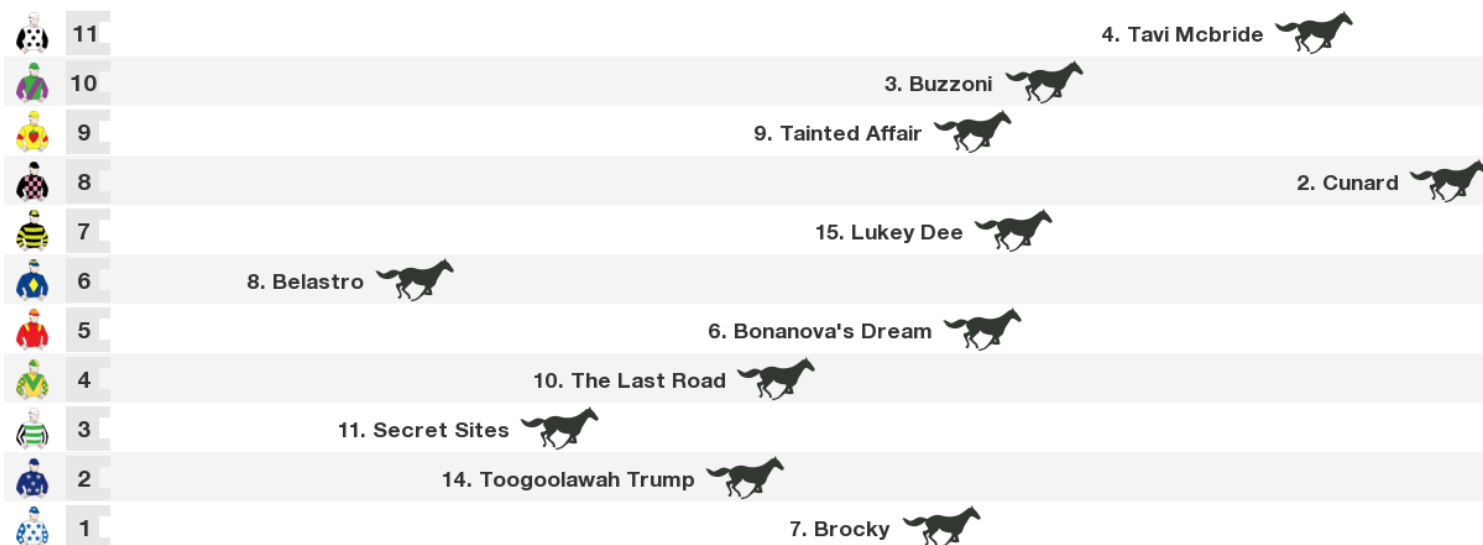 11 4. Tavi Mcbride
10 3. Buzzoni
9 9. Tainted Affair
8 2. Cunard
7 15. Lukey Dee
6 8. Belastro
5 6. Bonanova's Dream
4 10. The Last Road
3 11. Secret Sites
2 14. Toogoolawah Trump
1 7. Brocky